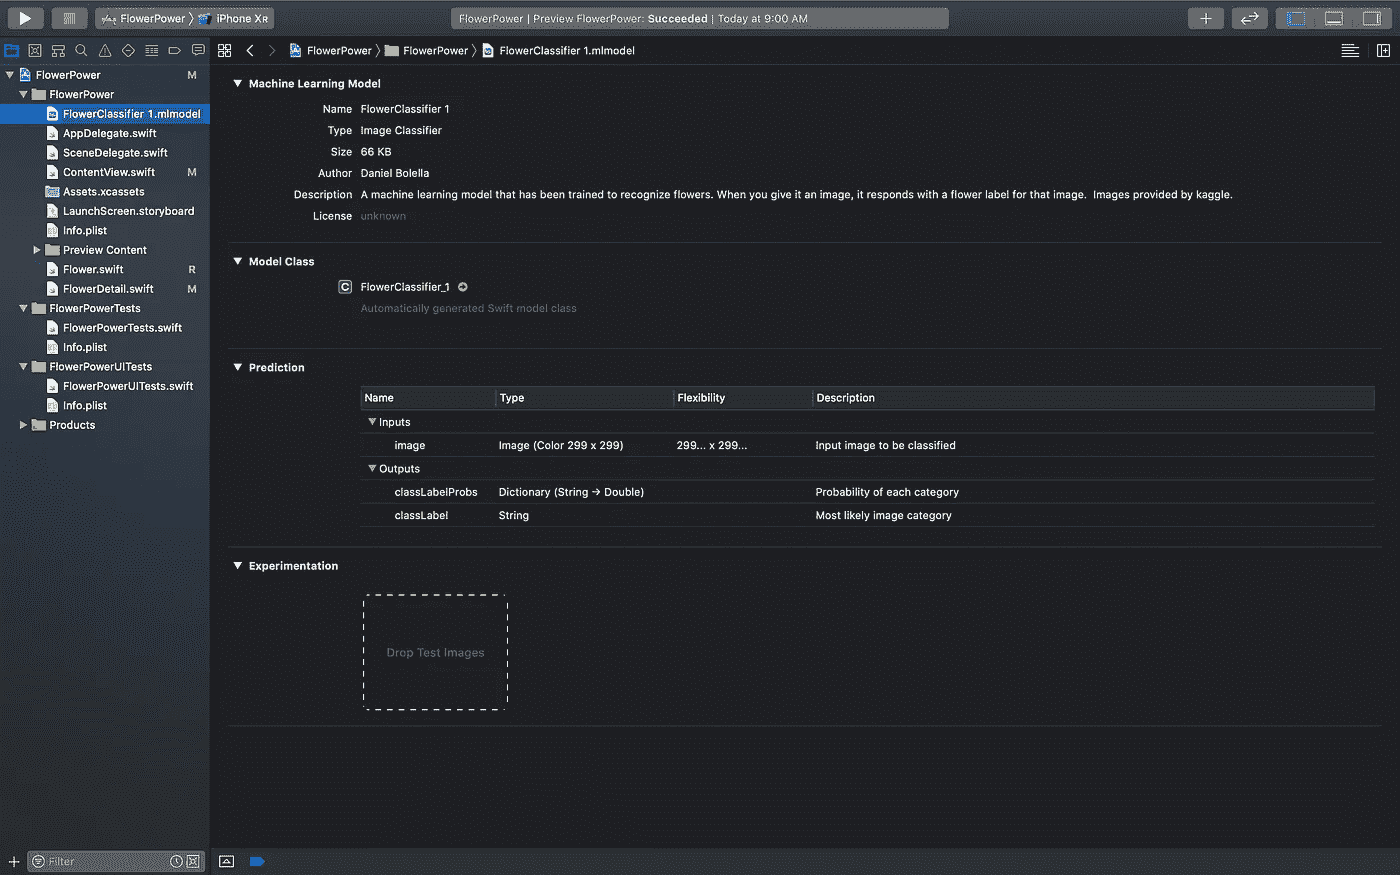 FlowerPower iPhone XR
FlowerPower | Preview FlowerPower: Succeeded | Today at 9:00 AM
FlowerPower FlowerPower FlowerClassifier 1.mlmodel
FlowerPower M
FlowerPower
FlowerClassifier 1.mlmodel
AppDelegate.swift
SceneDelegate.swift
ContentView.swift M
Assets.xcassets
LaunchScreen.storyboard
Info.plist
Preview Content
Flower.swift R
FlowerDetail.swift M
FlowerPowerTests
FlowerPowerTests.swift
Info.plist
FlowerPowerUITests
FlowerPowerUITests.swift
Info.plist
Products
Filter
Machine Learning Model
Name FlowerClassifier 1
Type Image Classifier
Size 66 KB
Author Daniel Bolella
Description A machine learning model that has been trained to recognize flowers. When you give it an image, it responds with a flower label for that image. Images provided by kaggle.
License unknown
Model Class
C FlowerClassifier_1
Automatically generated Swift model class
Prediction
Name Type Flexibility Description
Inputs
image Image (Color 299 x 299) 299... x 299... Input image to be classified
Outputs
classLabelProbs Dictionary (String → Double) Probability of each category
classLabel String Most likely image category
Experimentation
Drop Test Images